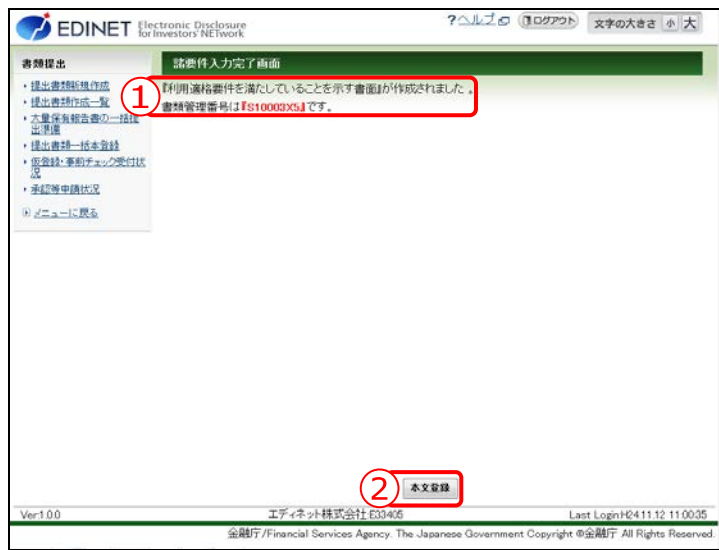 EDINET Electronic Disclosure for Investors' NETwork
?ヘルプ ログアウト 文字の大きさ 小 大
書類提出
・提出書類新規作成
・提出書類作成一覧
・大量保有報告書の一括提
出準備
・提出書類一括本登録
・仮登録・事前チェック受付状
況
・承認等申請状況
メニューに戻る
諸要件入力完了画面
①
『利用適格要件を満たしていることを示す書面』が作成されました。
書類管理番号は『S10003X5』です。
② 本文登録
Ver.1.0.0 エディネット株式会社:E33405 Last Login:H24.11.12 11:00:35
金融庁/Financial Services Agency. The Japanese Government Copyright ©金融庁 All Rights Reserved.